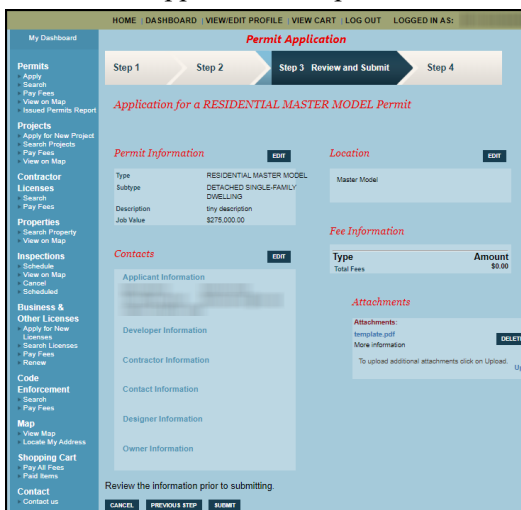 HOME | DASHBOARD | VIEW/EDIT PROFILE | VIEW CART | LOG OUT LOGGED IN AS:
My Dashboard
Permits
Apply
Search
Pay Fees
View on Map
Issued Permits Report
Projects
Apply for New Project
Search Projects
Pay Fees
View on Map
Contractor
Licenses
Search
Pay Fees
Properties
Search Property
View on Map
Inspections
Schedule
View on Map
Cancel
Scheduled
Business &
Other Licenses
Apply for New
Licenses
Search Licenses
Pay Fees
Renew
Code
Enforcement
Search
Pay Fees
Map
View Map
Locate My Address
Shopping Cart
Pay All Fees
Paid Items
Contact
Contact us
Permit Application
Step 1 Step 2 Step 3 Review and Submit Step 4
Application for a RESIDENTIAL MASTER MODEL Permit
Permit Information EDIT
Type RESIDENTIAL MASTER MODEL
Subtype DETACHED SINGLE-FAMILY
DWELLING
Description tiny description
Job Value $275,000.00
Location EDIT
Master Model
Contacts EDIT
Applicant Information
Developer Information
Contractor Information
Contact Information
Designer Information
Owner Information
Fee Information
Type Amount
Total Fees $0.00
Attachments
Attachments:
template.pdf
DELETE
More information
To upload additional attachments click on Upload.
Review the information prior to submitting.
CANCEL PREVIOUS STEP SUBMIT